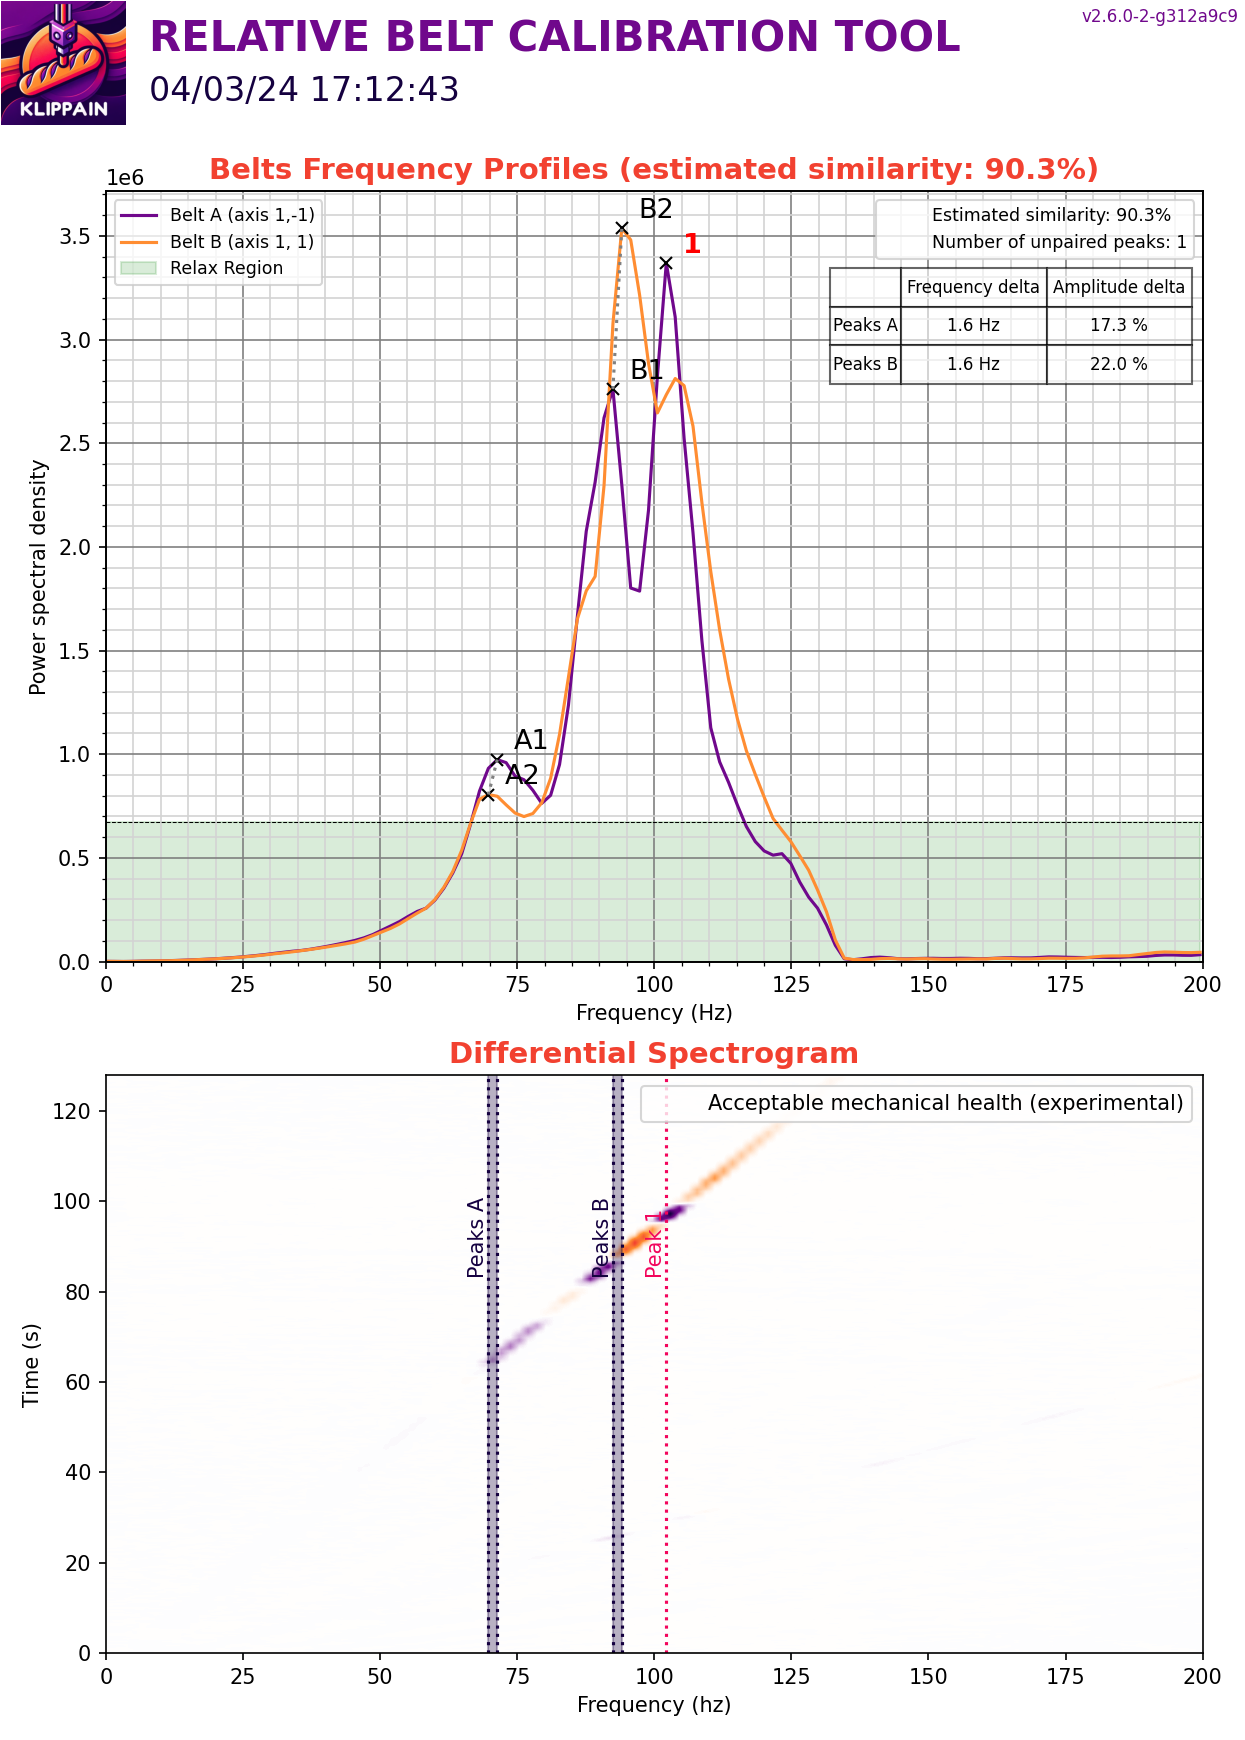 v2.6.0-2-g312a9c9
RELATIVE BELT CALIBRATION TOOL
04/03/24 17:12:43
KLIPPAIN
Belts Frequency Profiles (estimated similarity: 90.3%)
1e6
Belt A (axis 1,-1)
Belt B (axis 1, 1)
Relax Region
Estimated similarity: 90.3%
Number of unpaired peaks: 1
Frequency delta Amplitude delta
Peaks A 1.6 Hz 17.3 %
Peaks B 1.6 Hz 22.0 %
B2
1
B1
A1
A2
Power spectral density
3.5
3.0
2.5
2.0
1.5
1.0
0.5
0.0
0 25 50 75 100 125 150 175 200
Frequency (Hz)
Differential Spectrogram
Acceptable mechanical health (experimental)
Peaks A
Peaks B
Peak 1
Time (s)
120
100
80
60
40
20
0
0 25 50 75 100 125 150 175 200
Frequency (hz)